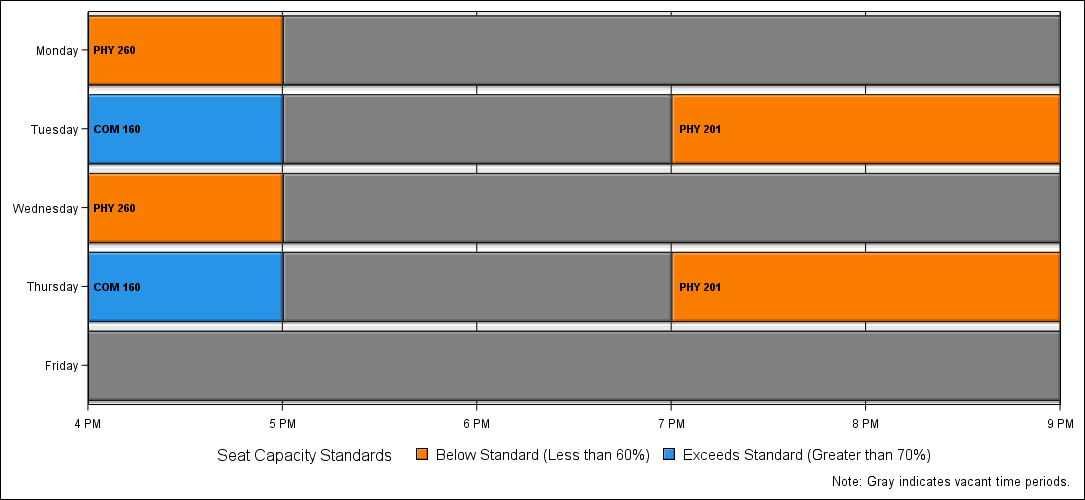 Monday
PHY 260
Tuesday
COM 160
PHY 201
Wednesday
PHY 260
Thursday
COM 160
PHY 201
Friday
4 PM 5 PM 6 PM 7 PM 8 PM 9 PM
Seat Capacity Standards Below Standard (Less than 60%) Exceeds Standard (Greater than 70%)
Note: Gray indicates vacant time periods.